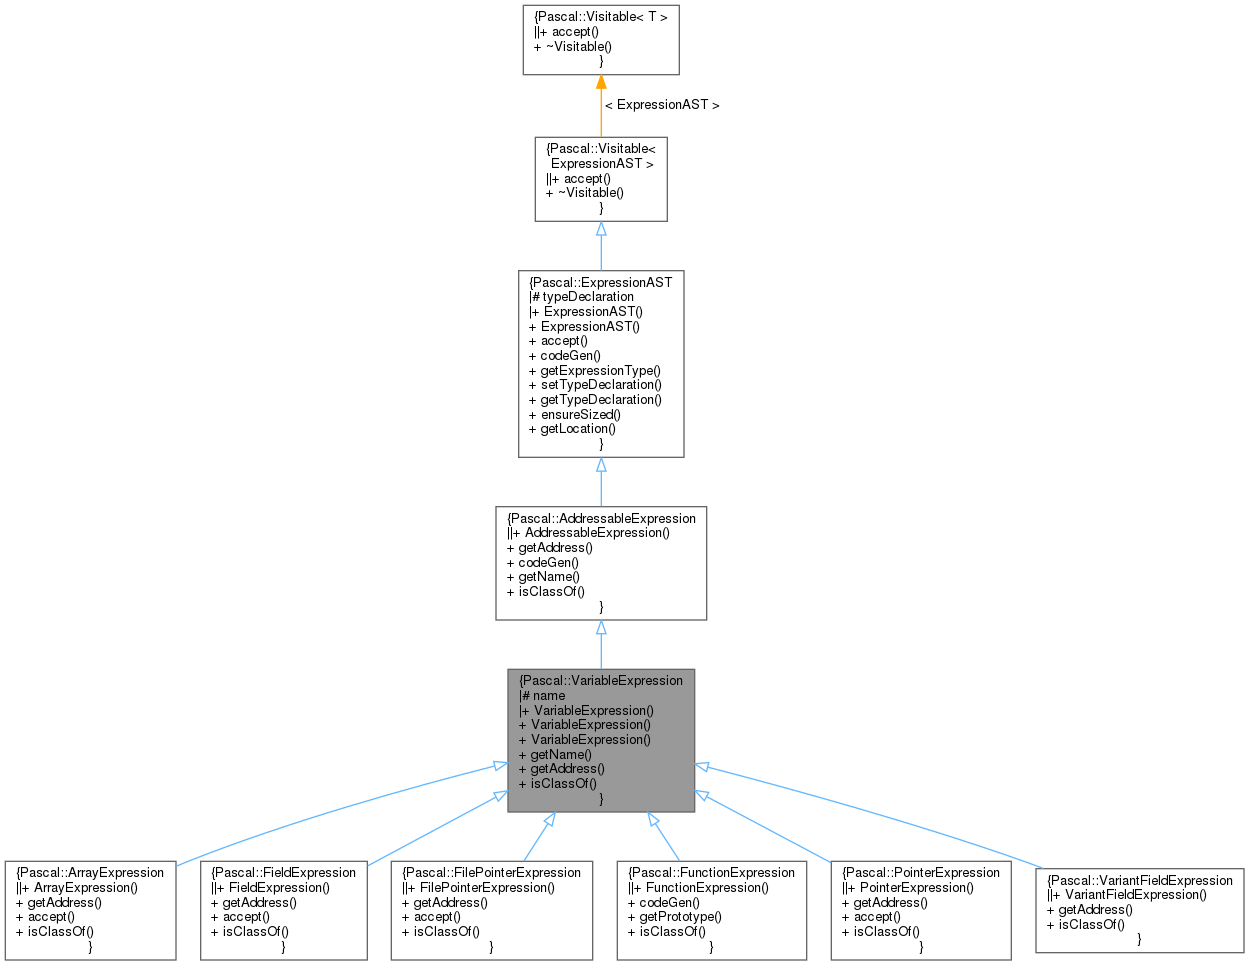 {Pascal::Visitable< T >
||+ accept()
+ ~Visitable()
}
< ExpressionAST >
{Pascal::Visitable<
ExpressionAST >
||+ accept()
+ ~Visitable()
}
{Pascal::ExpressionAST
|# typeDeclaration
|+ ExpressionAST()
+ ExpressionAST()
+ accept()
+ codeGen()
+ getExpressionType()
+ setTypeDeclaration()
+ getTypeDeclaration()
+ ensureSized()
+ getLocation()
}
{Pascal::AddressableExpression
||+ AddressableExpression()
+ getAddress()
+ codeGen()
+ getName()
+ isClassOf()
}
{Pascal::VariableExpression
|# name
|+ VariableExpression()
+ VariableExpression()
+ VariableExpression()
+ getName()
+ getAddress()
+ isClassOf()
}
{Pascal::ArrayExpression
||+ ArrayExpression()
+ getAddress()
+ accept()
+ isClassOf()
}
{Pascal::FieldExpression
||+ FieldExpression()
+ getAddress()
+ accept()
+ isClassOf()
}
{Pascal::FilePointerExpression
||+ FilePointerExpression()
+ getAddress()
+ accept()
+ isClassOf()
}
{Pascal::FunctionExpression
||+ FunctionExpression()
+ codeGen()
+ getPrototype()
+ isClassOf()
}
{Pascal::PointerExpression
||+ PointerExpression()
+ getAddress()
+ accept()
+ isClassOf()
}
{Pascal::VariantFieldExpression
||+ VariantFieldExpression()
+ getAddress()
+ isClassOf()
}